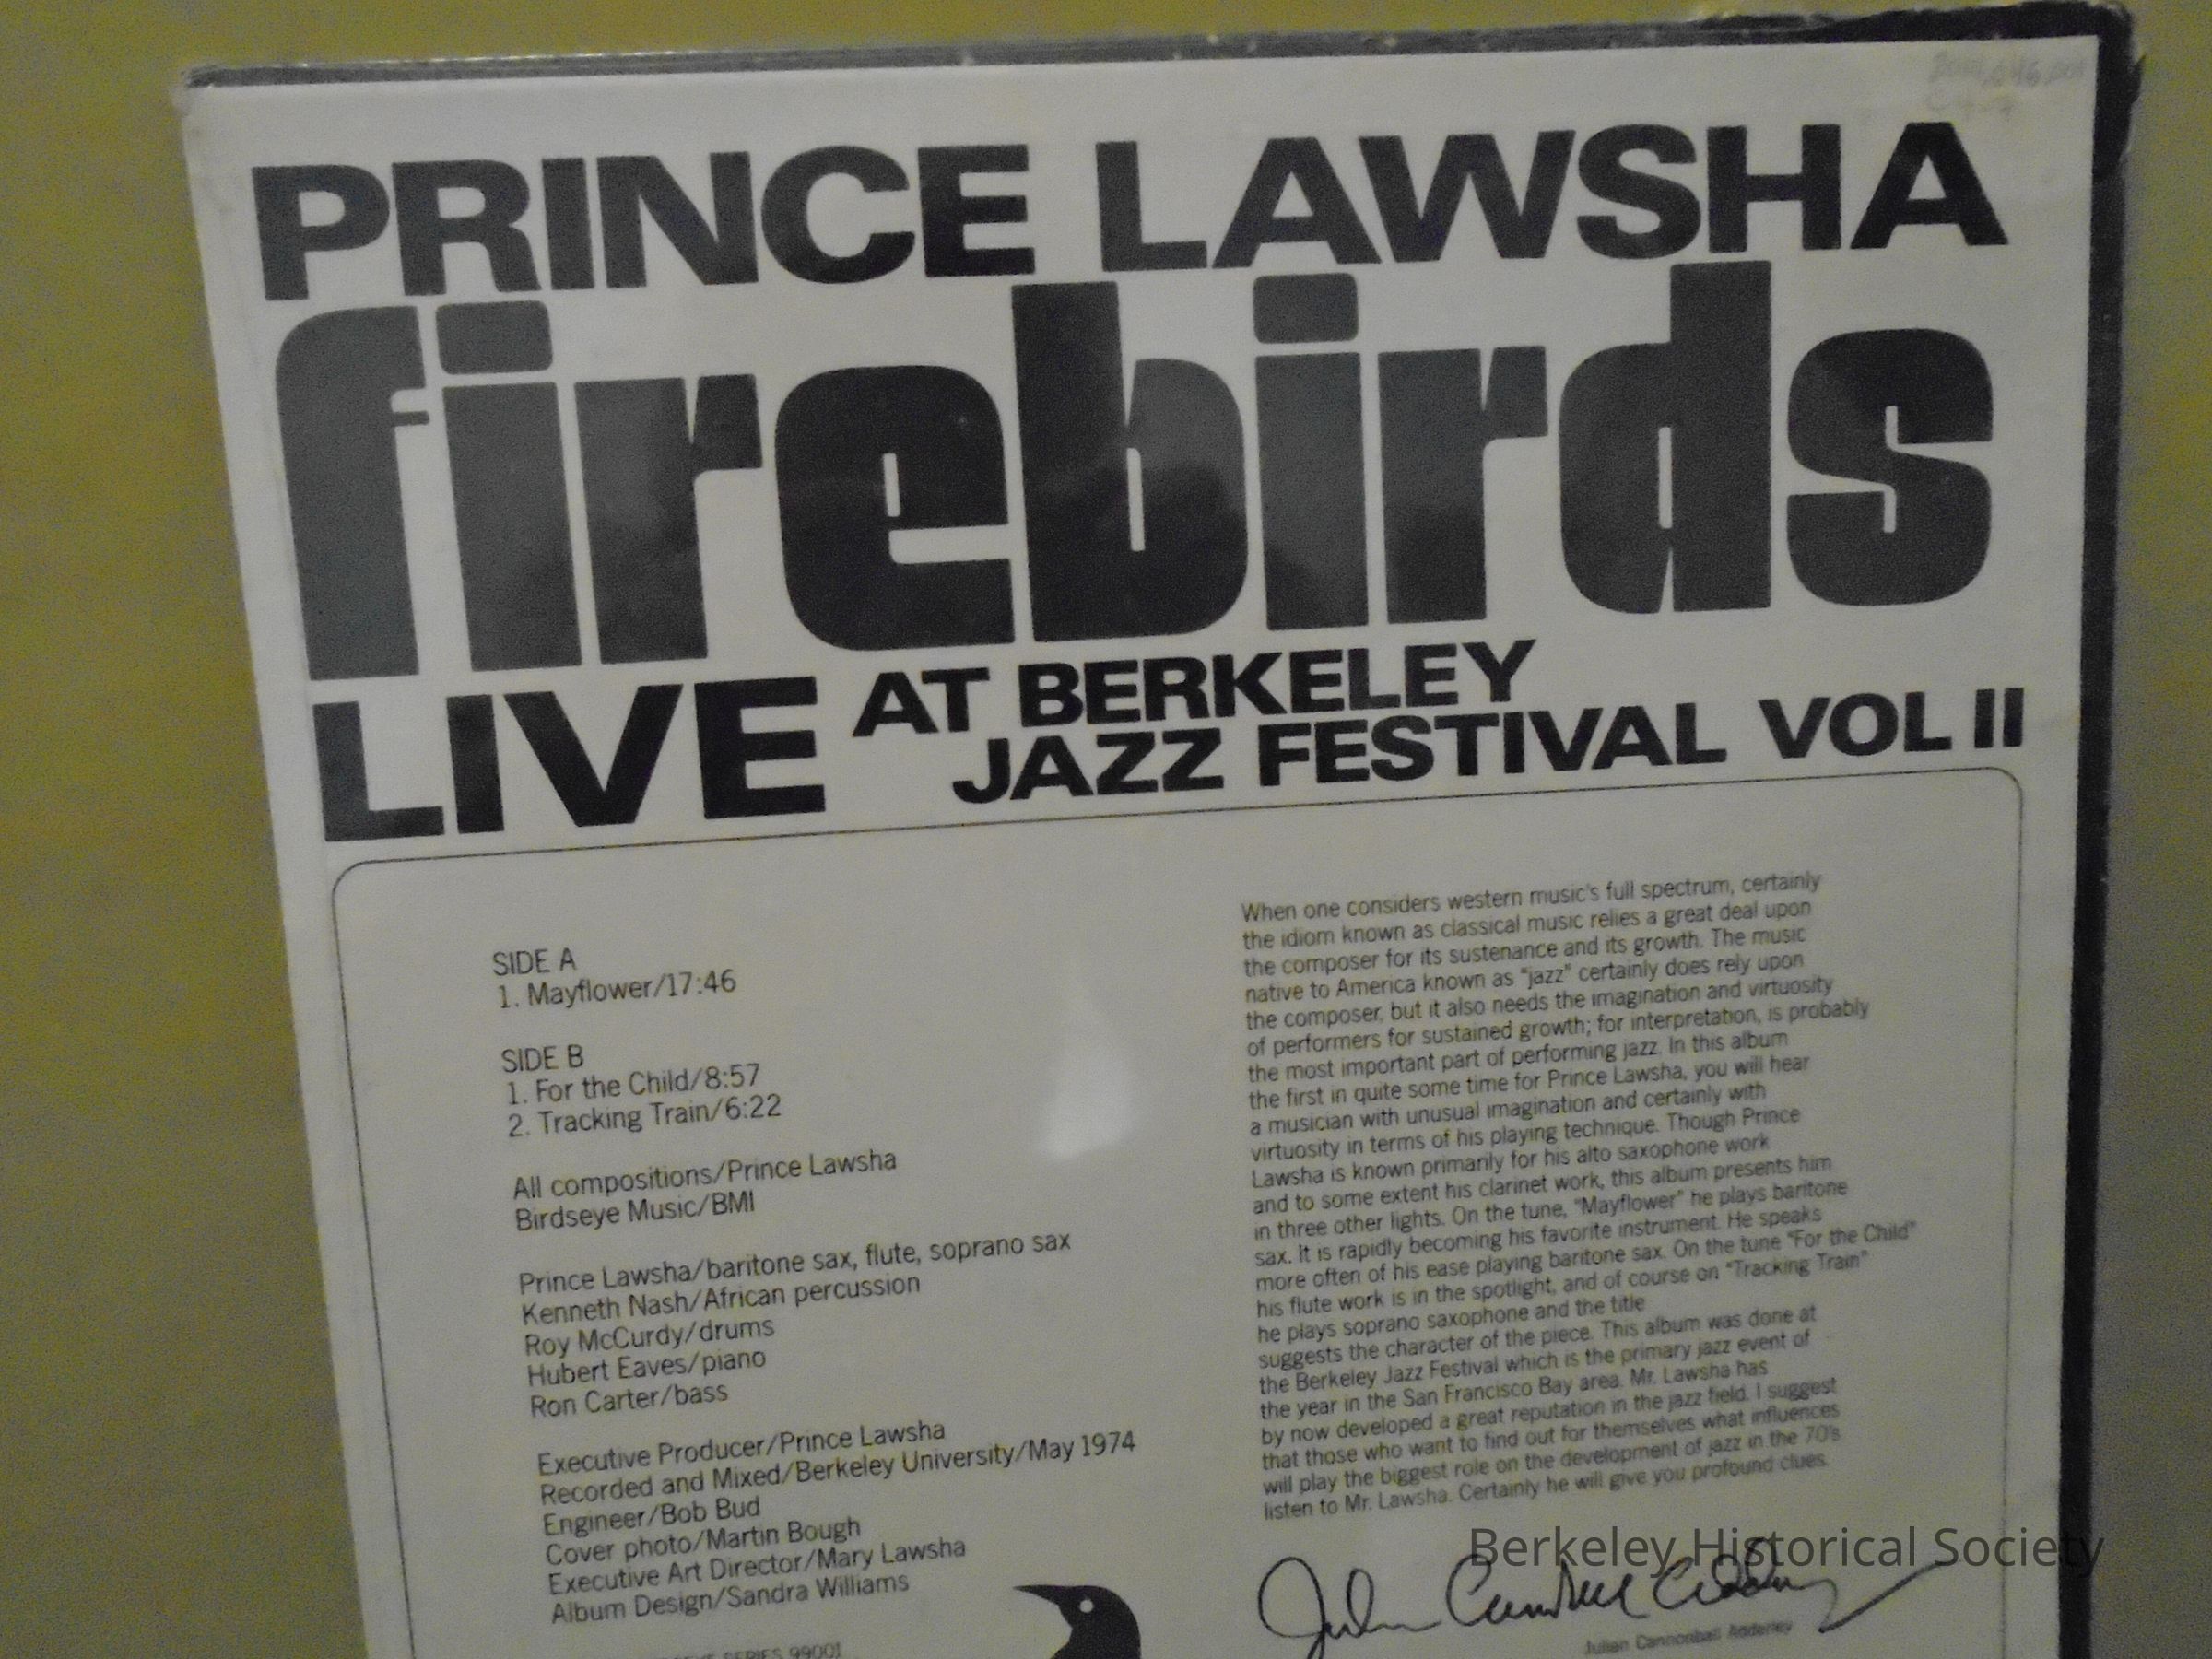 PRINCE LAWSHA
firebirds
LIVE AT BERKELEY
JAZZ FESTIVAL VOL II
SIDE A
1. Mayflower/17:46
SIDE B
1. For the Child/8:57
2. Tracking Train/6:22
All compositions/Prince Lawsha
Birdseye Music/BMI
Prince Lawsha/baritone sax, flute, soprano sax
Kenneth Nash/African percussion
Roy McCurdy/drums
Hubert Eaves/piano
Ron Carter/bass
Executive Producer/Prince Lawsha
Recorded and Mixed/Berkeley University/May 1974
Engineer/Bob Bud
Cover photo/Martin Bough
Executive Art Director/Mary Lawsha
Album Design/Sandra Williams
SERIES 99001
When one considers western music's full spectrum, certainly
the idiom known as classical music relies a great deal upon
the composer for its sustenance and its growth. The music
native to America known as "jazz" certainly does rely upon
the composer, but it also needs the imagination and virtuosity
of performers for sustained growth; for interpretation, is probably
the most important part of performing jazz. In this album
the first in quite some time for Prince Lawsha, you will hear
a musician with unusual imagination and certainly with
virtuosity in terms of his playing technique. Though Prince
Lawsha is known primarily for his alto saxophone work
and to some extent his clarinet work, this album presents him
in three other lights. On the tune, "Mayflower" he plays baritone
sax. It is rapidly becoming his favorite instrument. He speaks
more often of his ease playing baritone sax. On the tune "For the Child"
his flute work is in the spotlight, and of course on "Tracking Train"
he plays soprano saxophone and the title
suggests the character of the piece. This album was done at
the Berkeley Jazz Festival which is the primary jazz event of
the year in the San Francisco Bay area. Mr. Lawsha has
by now developed a great reputation in the jazz field. I suggest
that those who want to find out for themselves what influences
will play the biggest role on the development of jazz in the 70's
listen to Mr. Lawsha. Certainly he will give you profound clues.
Berkeley Historical Society
Julian Cannonball Adderley
Julian Cannonball Adderley